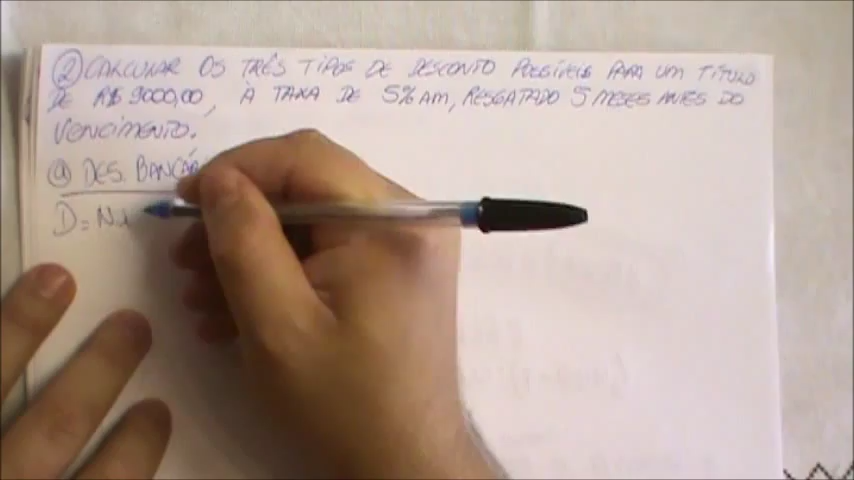 ② CALCULAR OS TRÊS TIPOS DE DESCONTO POSSÍVEIS PARA UM TÍTULO
DE R$ 9000,00, À TAXA DE 5% AM, RESGATADO 5 MESES ANTES DO
VENCIMENTO.
ⓐ DES. BANCÁR
D = N.i